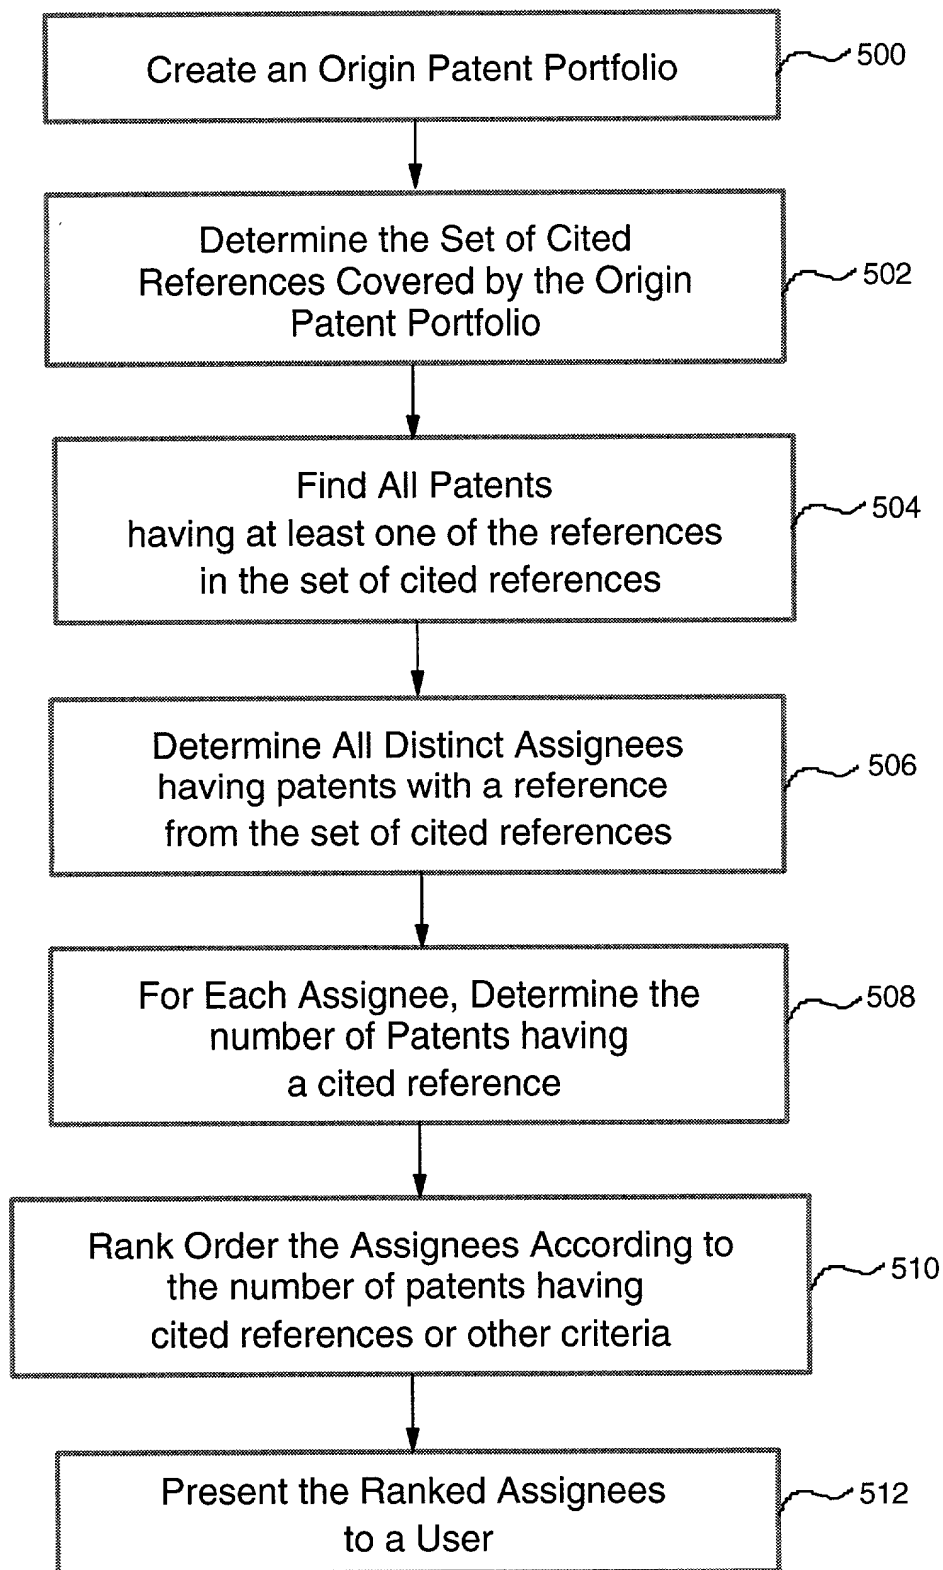 Create an Origin Patent Portfolio
500
Determine the Set of Cited
References Covered by the Origin
Patent Portfolio
502
Find All Patents
having at least one of the references
in the set of cited references
504
Determine All Distinct Assignees
having patents with a reference
from the set of cited references
506
For Each Assignee, Determine the
number of Patents having
a cited reference
508
Rank Order the Assignees According to
the number of patents having
cited references or other criteria
510
Present the Ranked Assignees
to a User
512